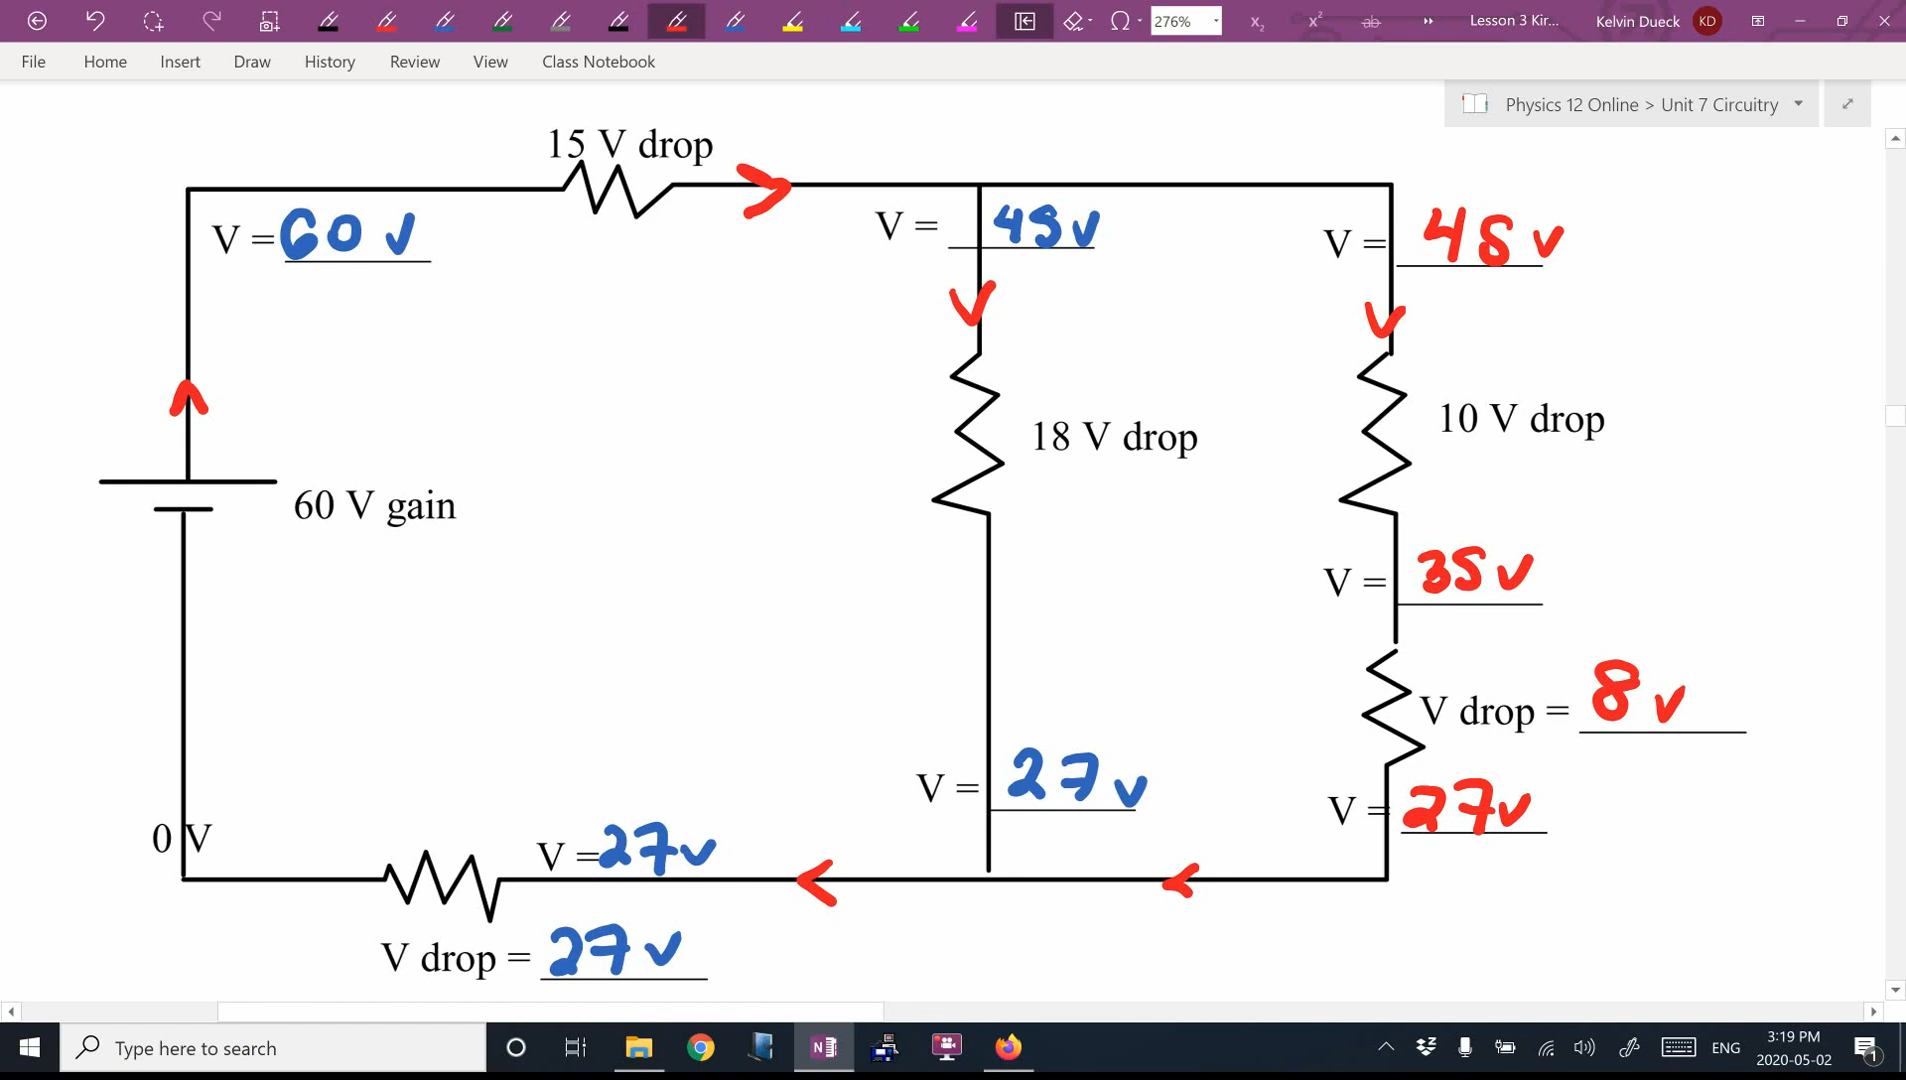 276%
Lesson 3 Kir...
Kelvin Dueck
KD
File Home Insert Draw History Review View Class Notebook
Physics 12 Online > Unit 7 Circuitry
15 V drop
V = 60 V
V = 45 V
V = 45 V
18 V drop
10 V drop
60 V gain
V = 35 V
V drop = 8 V
V = 27 V
V = 27 V
0 V
V = 27 V
V drop = 27 V
Type here to search
ENG
3:19 PM
2020-05-02
1